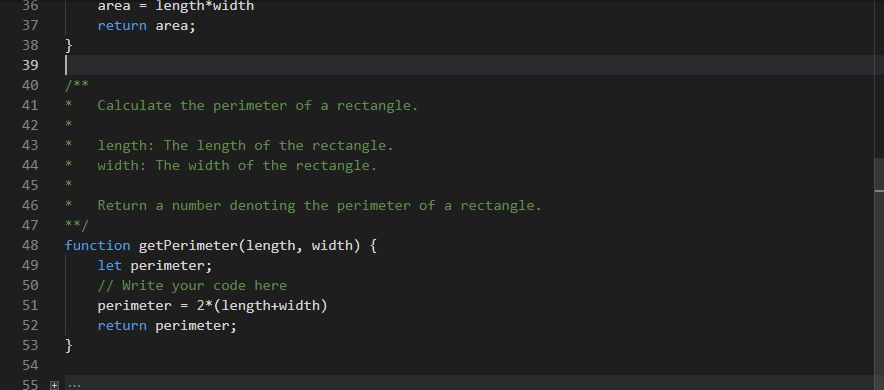 36 area = length*width
37 return area;
38 }
39
40 /**
41 * Calculate the perimeter of a rectangle.
42 *
43 * length: The length of the rectangle.
44 * width: The width of the rectangle.
45 *
46 * Return a number denoting the perimeter of a rectangle.
47 **/
48 function getPerimeter(length, width) {
49 let perimeter;
50 // Write your code here
51 perimeter = 2*(length+width)
52 return perimeter;
53 }
54
55 ...